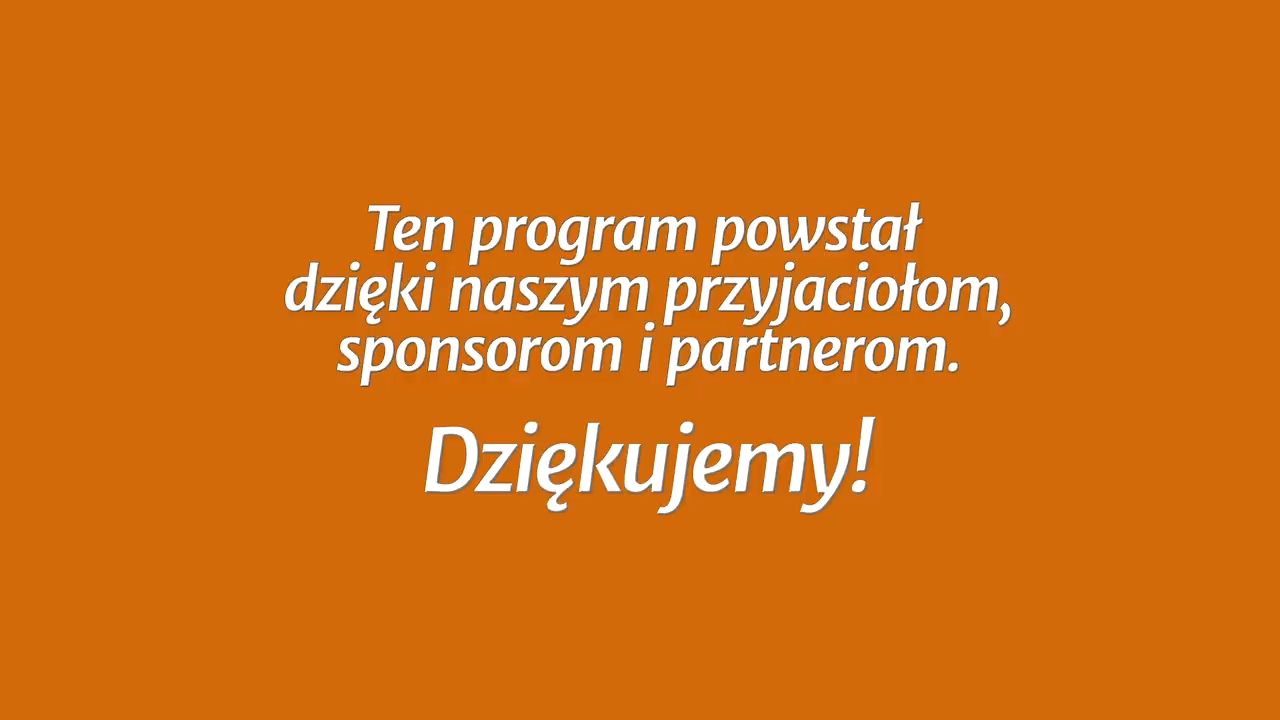 Ten program powstał
dzięki naszym przyjaciołom,
sponsorom i partnerom.
Dziękujemy!